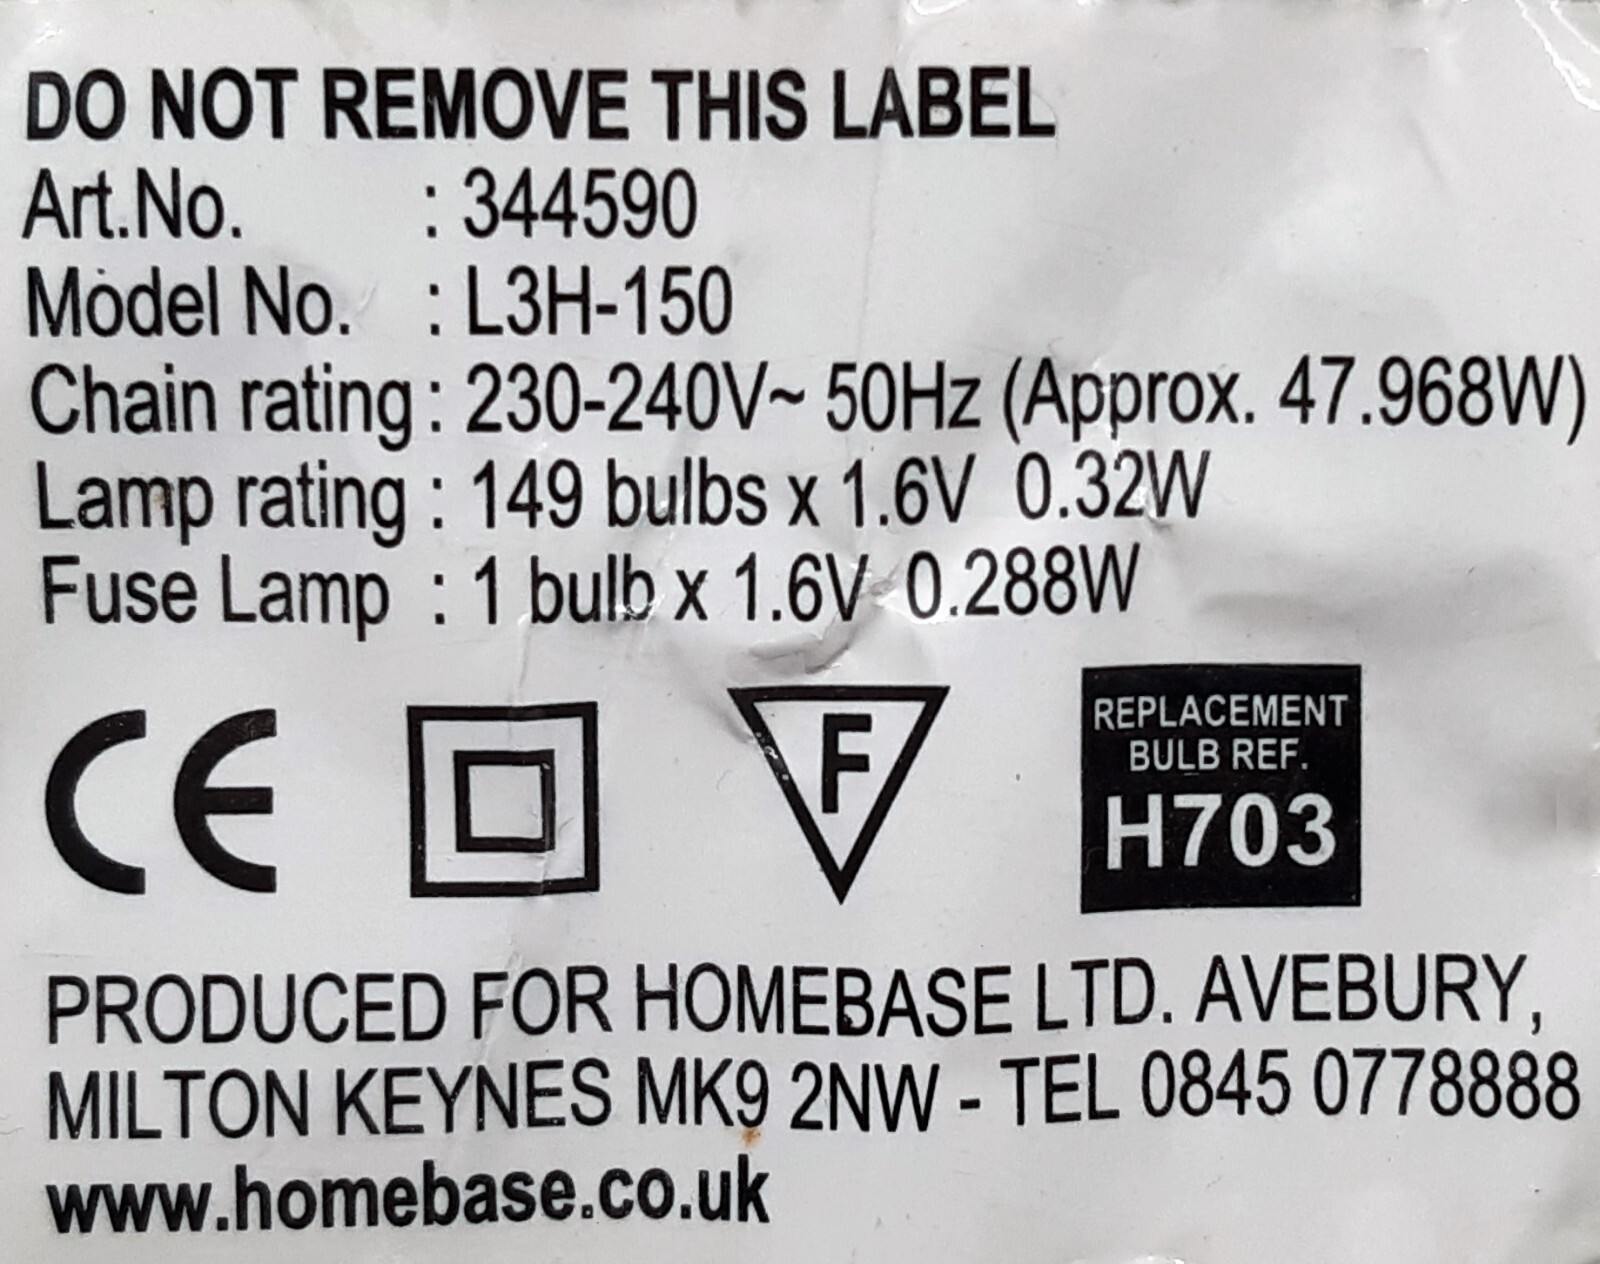 DO NOT REMOVE THIS LABEL
Art.No. : 344590
Model No. : L3H-150
Chain rating : 230-240V~ 50Hz (Approx. 47.968W)
Lamp rating : 149 bulbs x 1.6V 0.32W
Fuse Lamp : 1 bulb x 1.6V 0.288W
CE
F
REPLACEMENT
BULB REF.
H703
PRODUCED FOR HOMEBASE LTD. AVEBURY,
MILTON KEYNES MK9 2NW - TEL 0845 0778888
www.homebase.co.uk